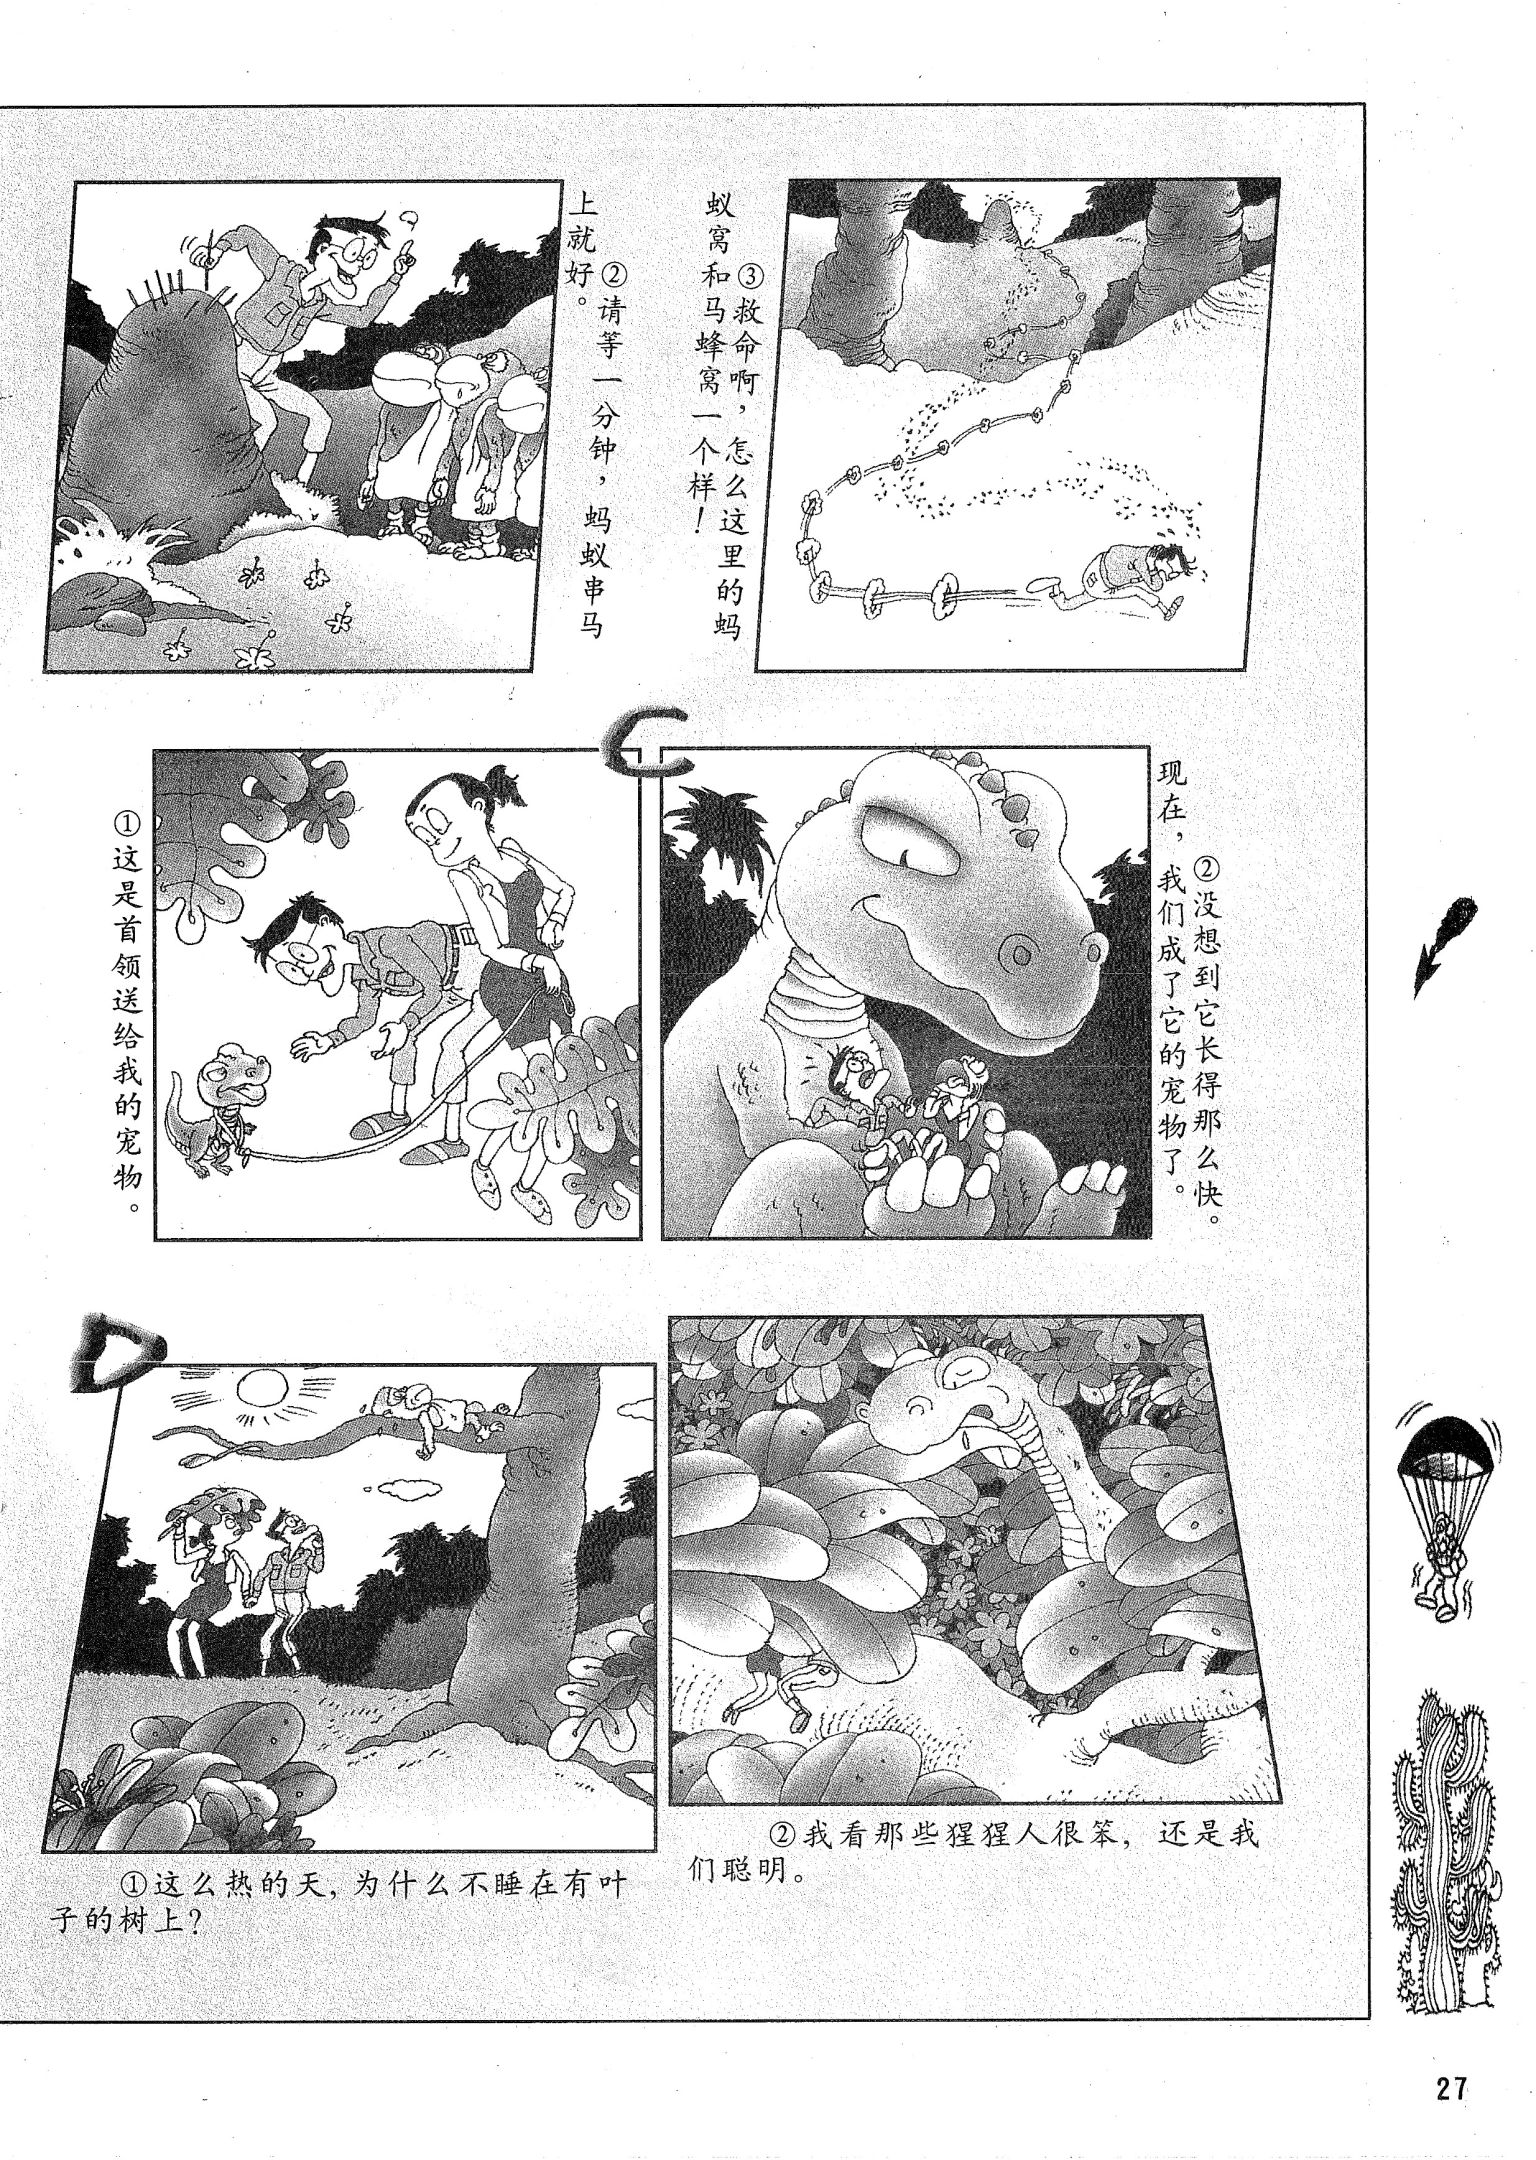 ②请等一分钟，蚂蚁串马
上就好。
③救命啊，怎么这里的蚂
蚁窝和马蜂窝一个样！
C
①这是首领送给我的宠物。
②没想到它长得那么快。
现在，我们成了它的宠物了。
D
①这么热的天，为什么不睡在有叶
子的树上？
②我看那些猩猩人很笨，还是我
们聪明。
27